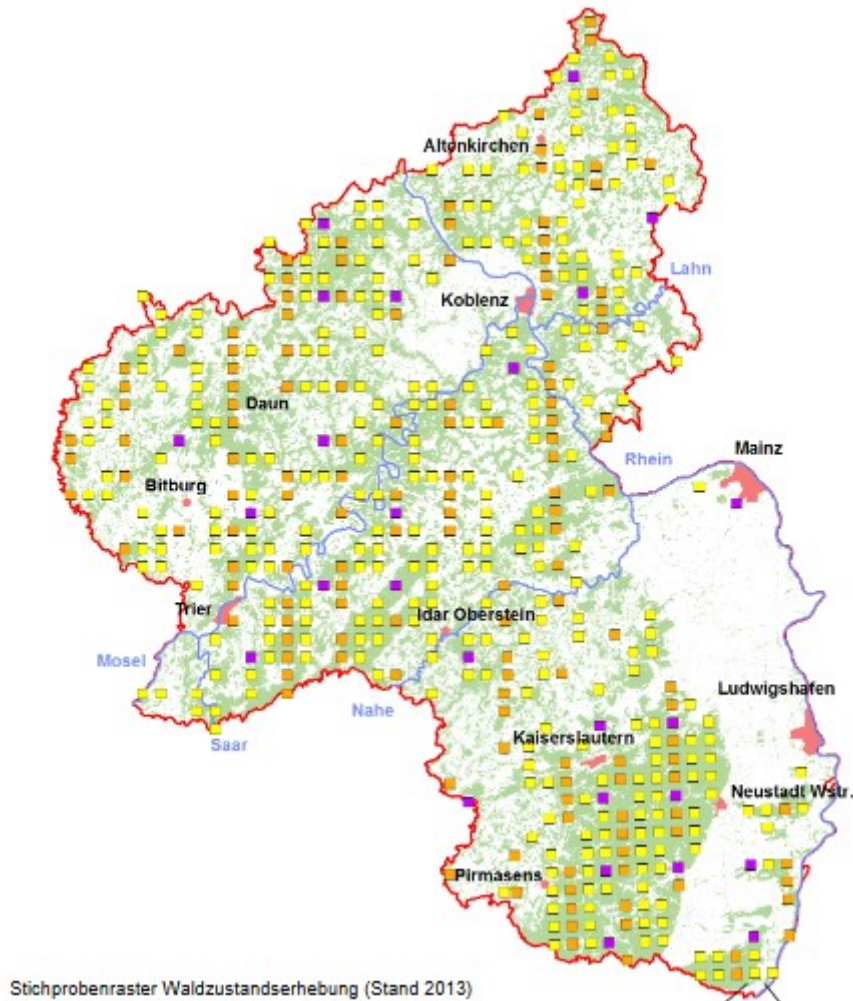 Altenkirchen
Lahn
Koblenz
Daun
Rhein
Mainz
Bitburg
Trier
Idar Oberstein
Mosel
Ludwigshafen
Nahe
Saar
Kaiserslautern
Neustadt Wstr.
Pirmasens
Stichprobenraster Waldzustandserhebung (Stand 2013)